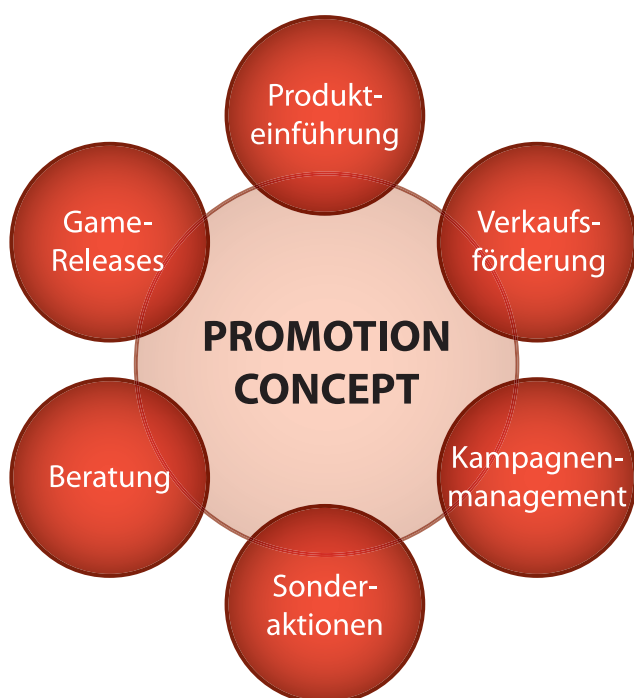 Produkt-
einführung
Game-
Releases
Verkaufs-
förderung
PROMOTION
CONCEPT
Beratung
Kampagnen-
management
Sonder-
aktionen